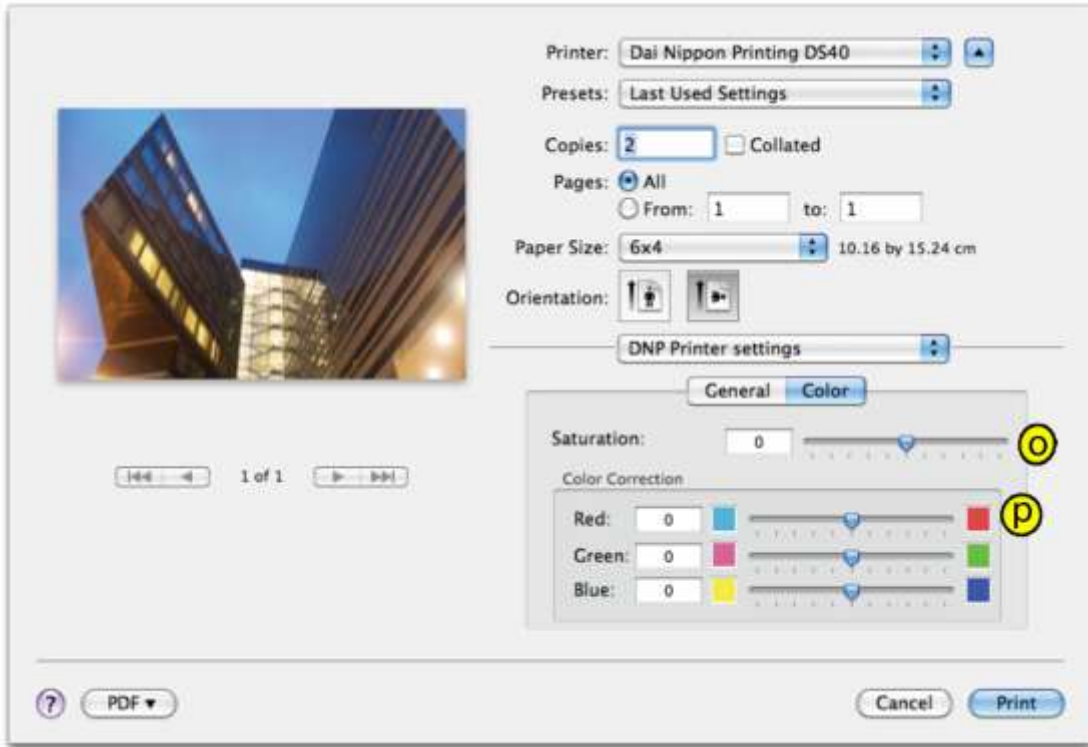 Printer: Dai Nippon Printing DS40
Presets: Last Used Settings
Copies: 2 Collated
Pages: All
From: 1 to: 1
Paper Size: 6x4 10.16 by 15.24 cm
Orientation:
DNP Printer settings
General Color
Saturation: 0 o
Color Correction
Red: 0 p
Green: 0
Blue: 0
1 of 1
? PDF Cancel Print